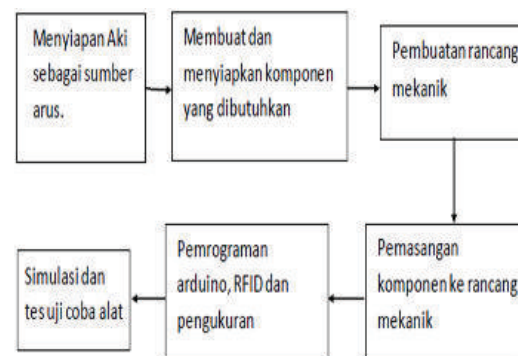 Menyiapan Aki
sebagai sumber
arus.
Membuat dan
menyiapkan komponen
yang dibutuhkan
Pembuatan rancang
mekanik
Pemasangan
komponen ke rancang
mekanik
Pemrograman
arduino, RFID dan
pengukuran
Simulasi dan
tes uji coba alat